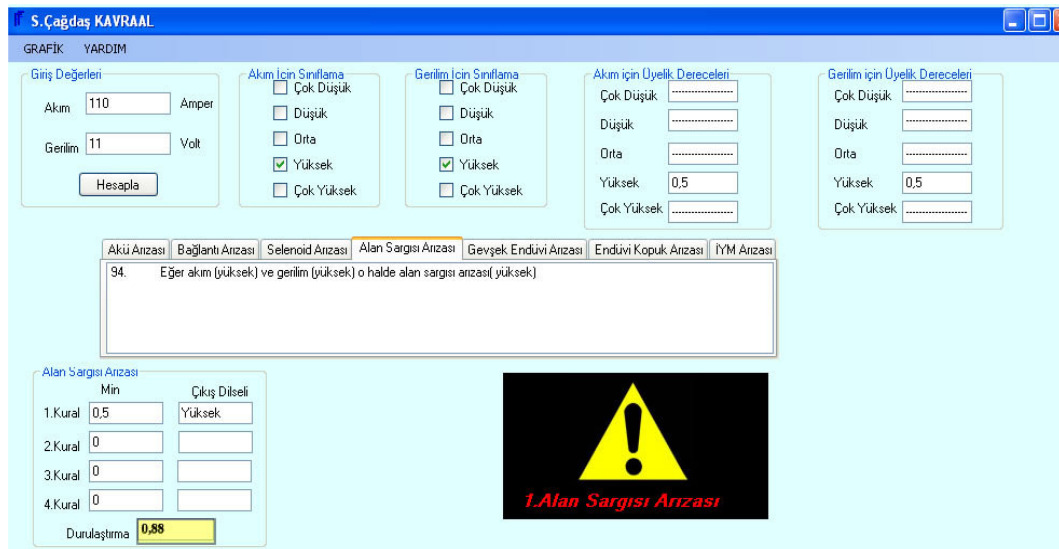 S.Çağdaş KAVRAAL
GRAFİK YARDIM
Giriş Değerleri
Akım 110 Amper
Gerilim 11 Volt
Hesapla
Akım İcin Sınıflama
Çok Düşük
Düşük
Orta
Yüksek
Çok Yüksek
Gerilim İcin Sınıflama
Çok Düşük
Düşük
Orta
Yüksek
Çok Yüksek
Akım için Üyelik Dereceleri
Çok Düşük ------------------
Düşük ------------------
Orta ------------------
Yüksek 0,5
Çok Yüksek ------------------
Gerilim için Üyelik Dereceleri
Çok Düşük ------------------
Düşük ------------------
Orta ------------------
Yüksek 0,5
Çok Yüksek ------------------
Akü Arızası Bağlantı Arızası Selenoid Arızası Alan Sargısı Arızası Gevşek Endüvi Arızası Endüvi Kopuk Arızası İYM Arızası
94. Eğer akım (yüksek) ve gerilim (yüksek) o halde alan sargısı arızası( yüksek)
Alan Sargısı Arızası
Min Çıkış Dilseli
1.Kural 0,5 Yüksek
2.Kural 0
3.Kural 0
4.Kural 0
Durulaştırma 0,88
1.Alan Sargısı Arızası